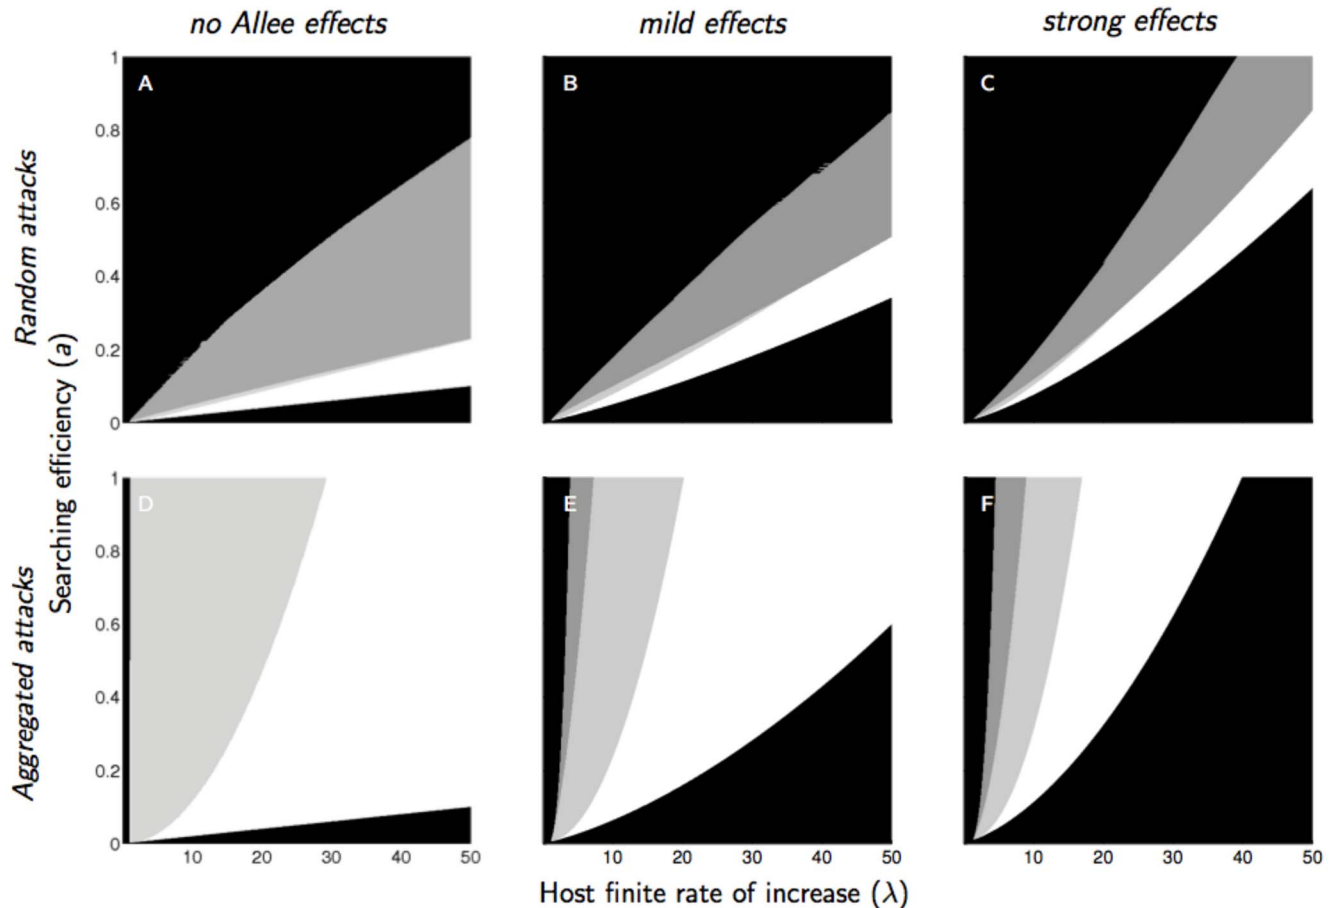 no Allee effects
mild effects
strong effects
Random attacks
Aggregated attacks
Searching efficiency (a)
A
1
0.8
0.6
0.4
0.2
0
B
C
D
1
0.8
0.6
0.4
0.2
0
10 20 30 40 50
E
10 20 30 40 50
F
10 20 30 40 50
Host finite rate of increase (λ)